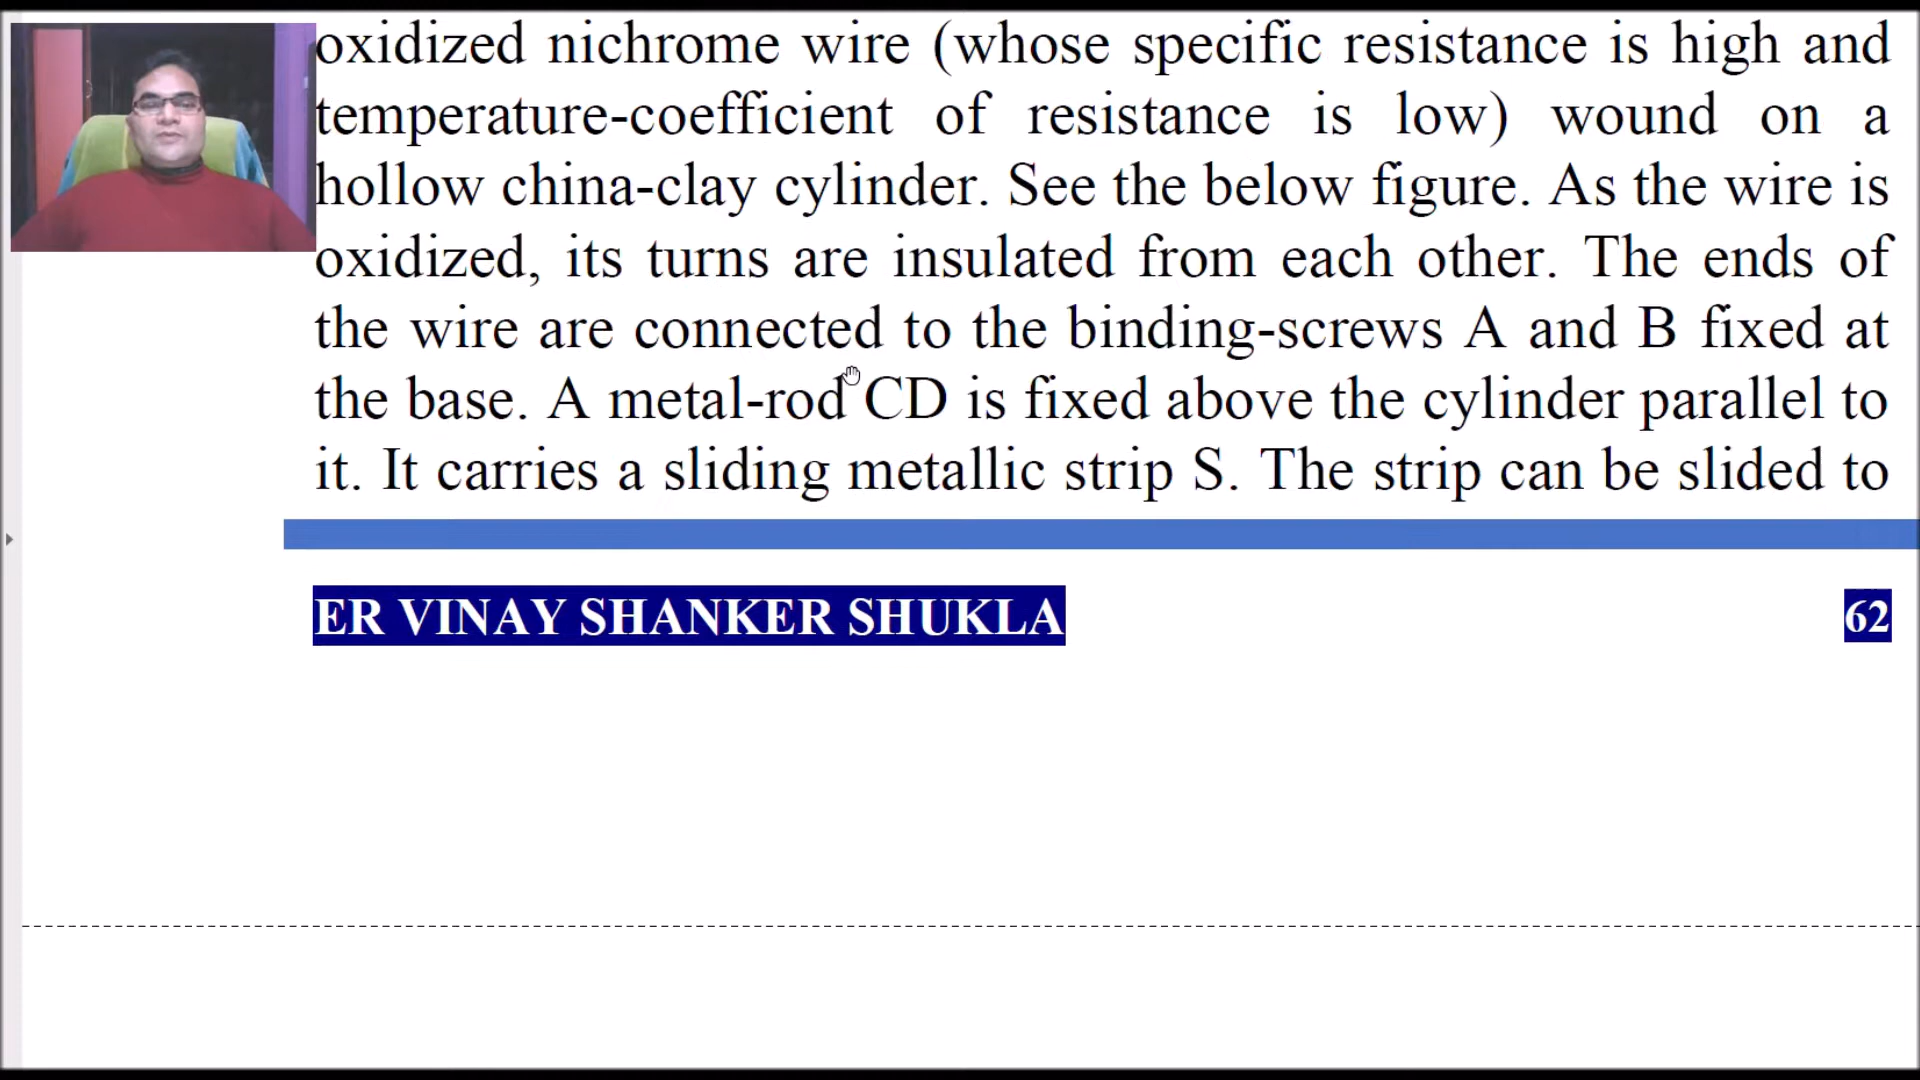 oxidized nichrome wire (whose specific resistance is high and
temperature-coefficient of resistance is low) wound on a
hollow china-clay cylinder. See the below figure. As the wire is
oxidized, its turns are insulated from each other. The ends of
the wire are connected to the binding-screws A and B fixed at
the base. A metal-rod CD is fixed above the cylinder parallel to
it. It carries a sliding metallic strip S. The strip can be slided to
ER VINAY SHANKER SHUKLA 62